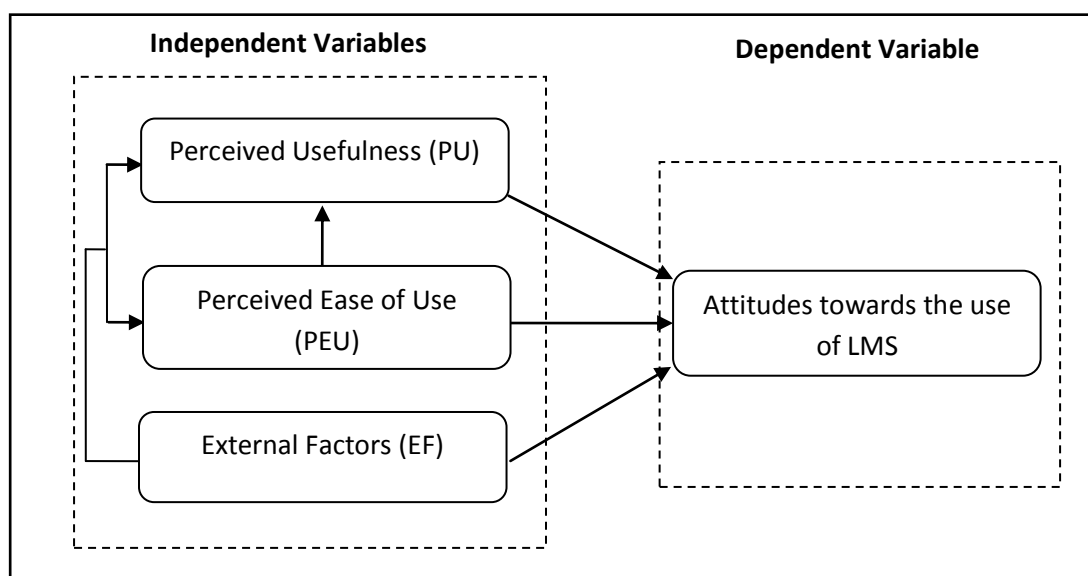 Independent Variables
Dependent Variable
Perceived Usefulness (PU)
Perceived Ease of Use
(PEU)
External Factors (EF)
Attitudes towards the use
of LMS